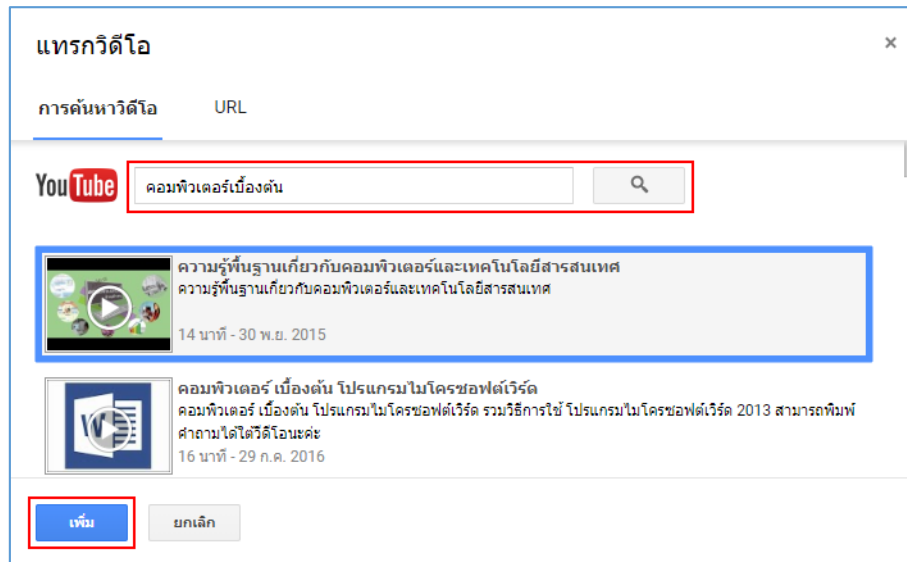 แทรกวิดีโอ ×
การค้นหาวิดีโอ URL
YouTube คอมพิวเตอร์เบื้องต้น
ความรู้พื้นฐานเกี่ยวกับคอมพิวเตอร์และเทคโนโลยีสารสนเทศ
ความรู้พื้นฐานเกี่ยวกับคอมพิวเตอร์และเทคโนโลยีสารสนเทศ
14 นาที - 30 พ.ย. 2015
คอมพิวเตอร์ เบื้องต้น โปรแกรมไมโครซอฟต์เวิร์ด
คอมพิวเตอร์ เบื้องต้น โปรแกรมไมโครซอฟต์เวิร์ด รวมวิธีการใช้ โปรแกรมไมโครซอฟต์เวิร์ด 2013 สามารถพิมพ์
คำถามได้ใต้วีดีโอนะค่ะ
16 นาที - 29 ก.ค. 2016
เพิ่ม ยกเลิก